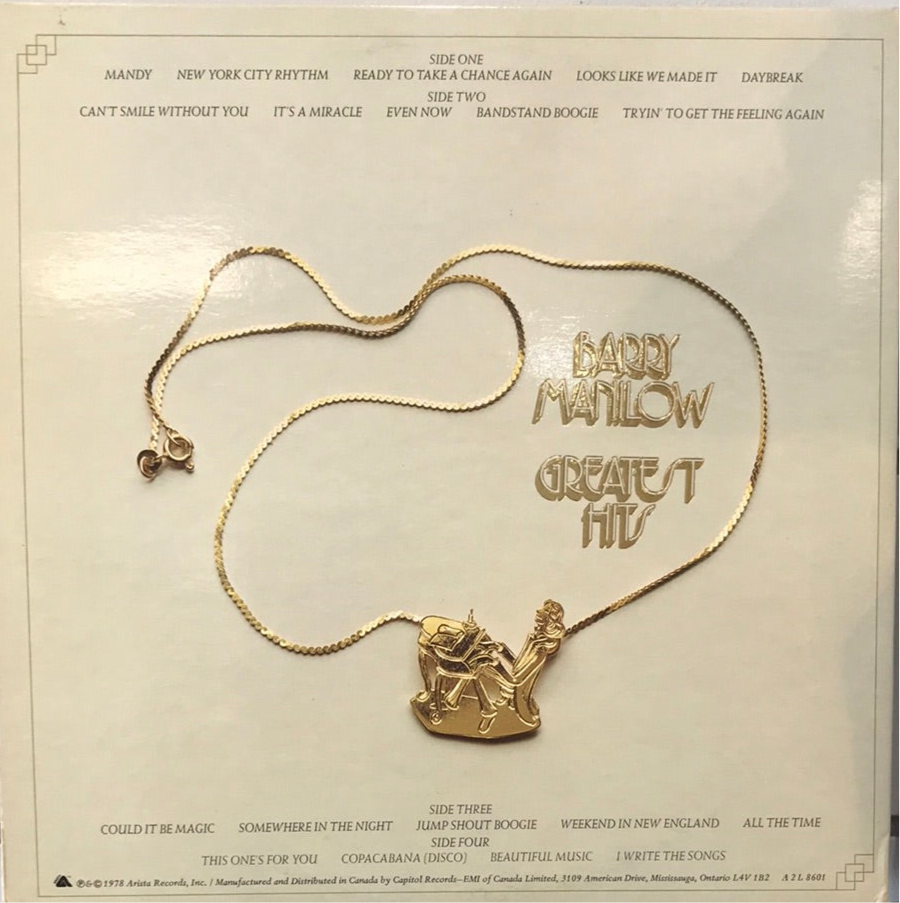 SIDE ONE
MANDY NEW YORK CITY RHYTHM READY TO TAKE A CHANCE AGAIN LOOKS LIKE WE MADE IT DAYBREAK
SIDE TWO
CAN'T SMILE WITHOUT YOU IT'S A MIRACLE EVEN NOW BANDSTAND BOOGIE TRYIN' TO GET THE FEELING AGAIN
BARRY
MANILOW
GREATEST
HITS
SIDE THREE
COULD IT BE MAGIC SOMEWHERE IN THE NIGHT JUMP SHOUT BOOGIE WEEKEND IN NEW ENGLAND ALL THE TIME
SIDE FOUR
THIS ONE'S FOR YOU COPACABANA (DISCO) BEAUTIFUL MUSIC I WRITE THE SONGS
℗&©1978 Arista Records, Inc. / Manufactured and Distributed in Canada by Capitol Records-EMI of Canada Limited, 3109 American Drive, Mississauga, Ontario L4V 1B2 A 2 L 8601